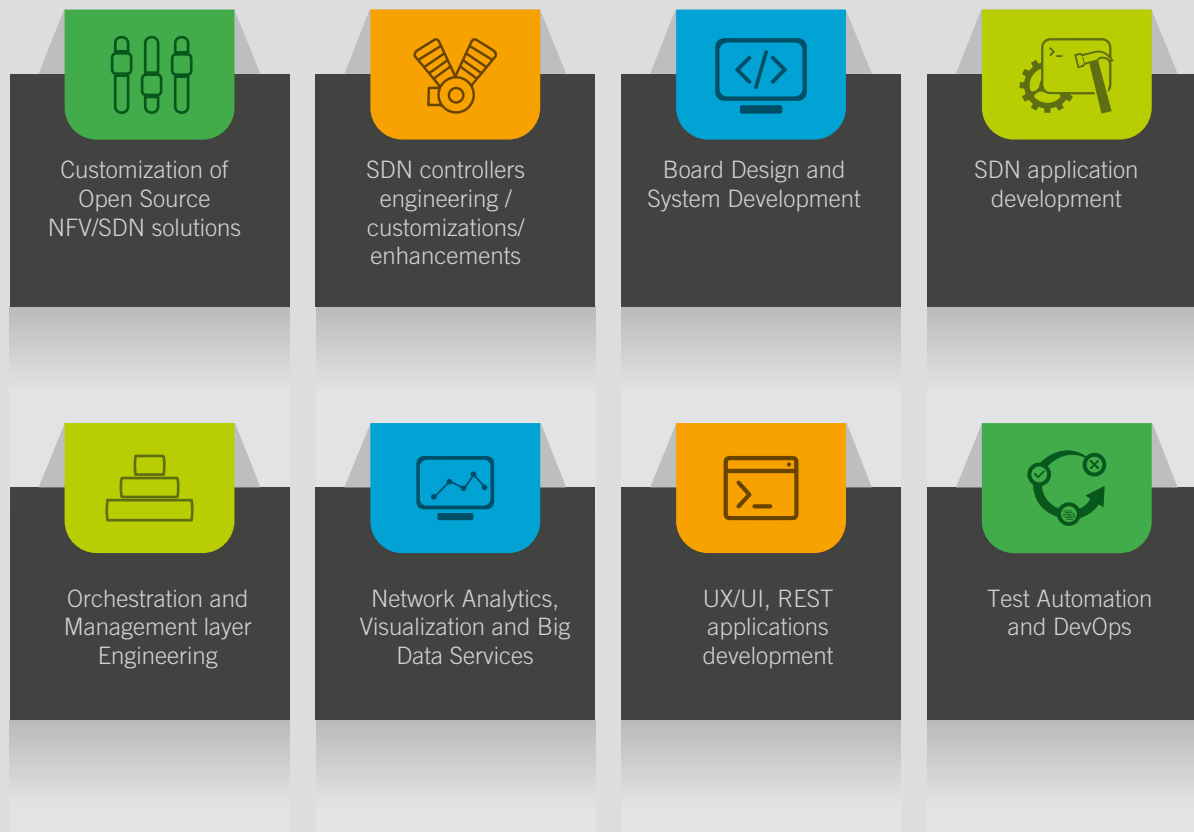 Customization of
Open Source
NFV/SDN solutions
SDN controllers
engineering /
customizations/
enhancements
Board Design and
System Development
SDN application
development
Orchestration and
Management layer
Engineering
Network Analytics,
Visualization and Big
Data Services
UX/UI, REST
applications
development
Test Automation
and DevOps